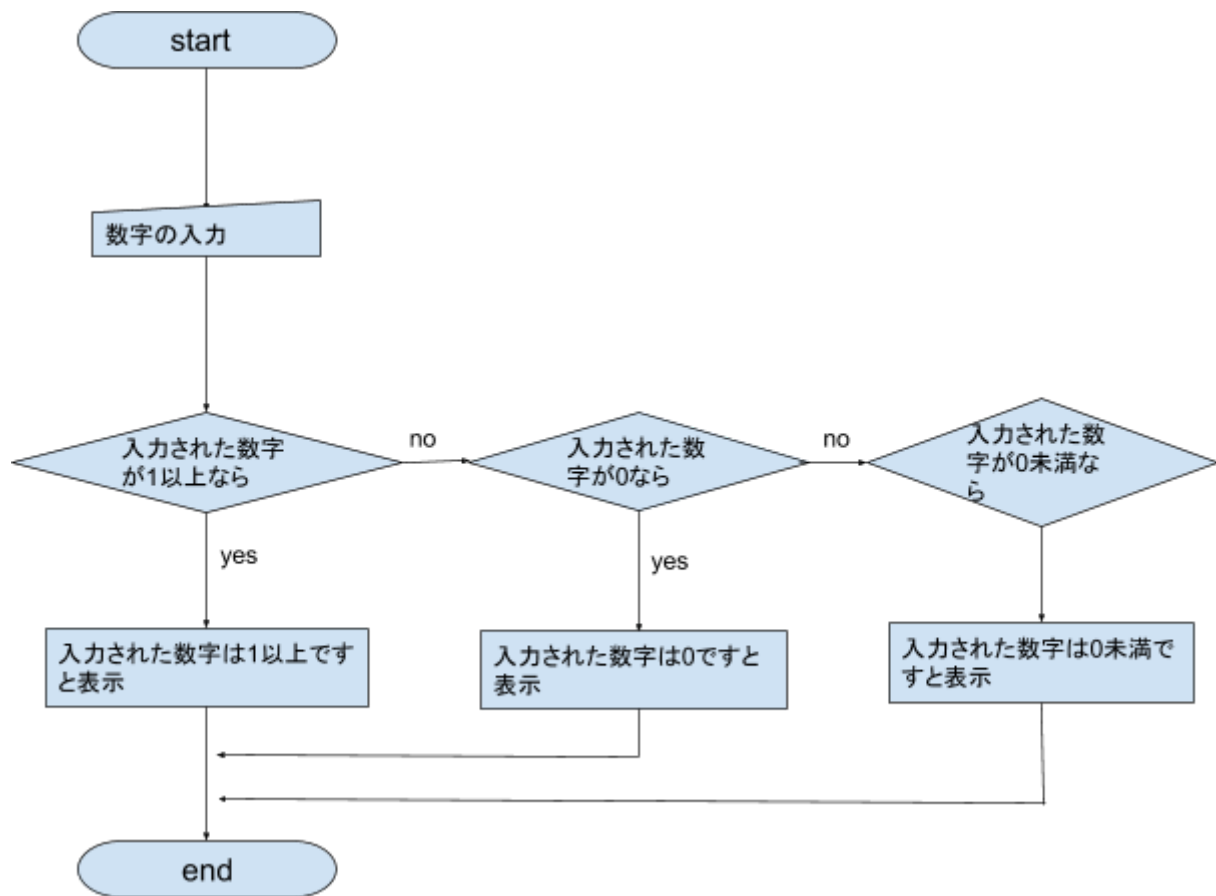 start
数字の入力
入力された数字
が1以上なら
no
入力された数
字が0なら
no
入力された数
字が0未満な
ら
yes
yes
入力された数字は1以上です
と表示
入力された数字は0ですと
表示
入力された数字は0未満で
すと表示
end